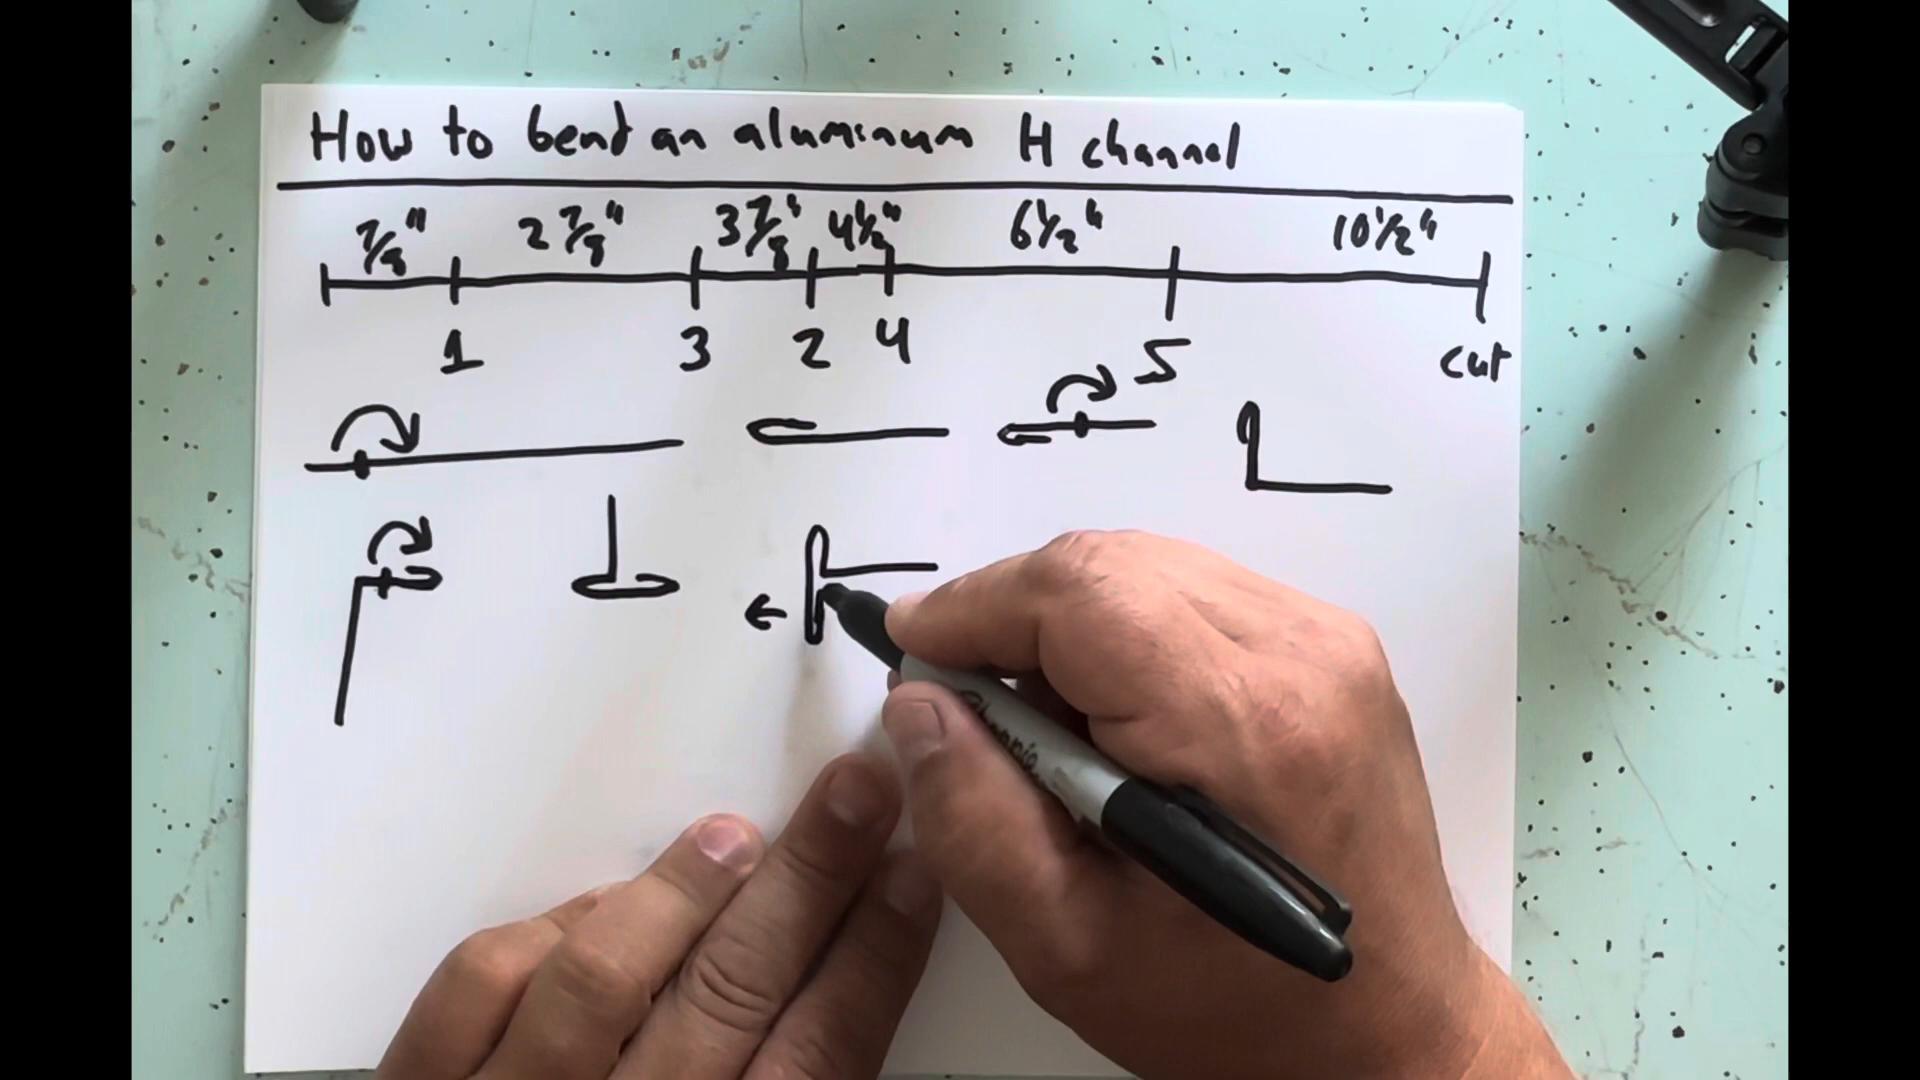 How to bend an aluminum H channel
7/8" 2 7/8" 3 7/8" 4 1/2" 6 1/2" 10 1/2"
1 3 2 4 5 cut
Sharpie